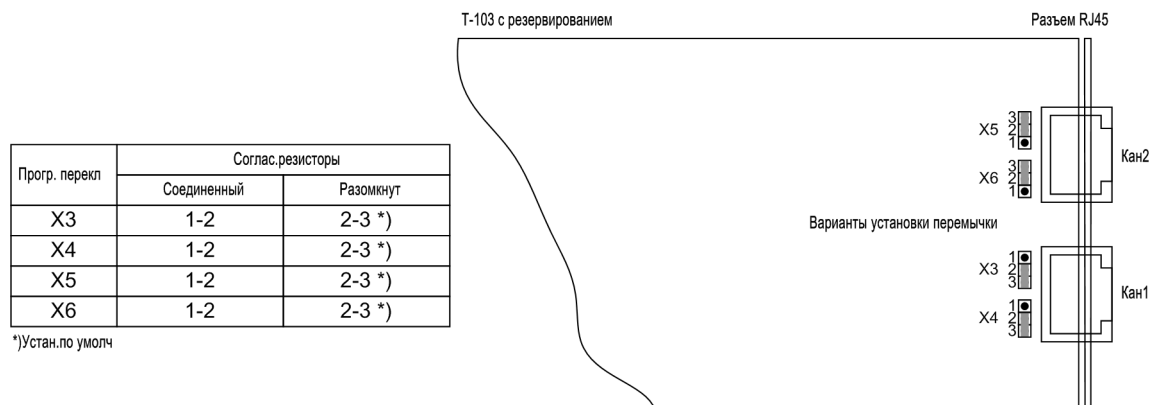 Т-103 с резервированием
Разъем RJ45
Прогр. перекл
Соглас.резисторы
Соединенный
Разомкнут
X3
1-2
2-3 *)
X4
1-2
2-3 *)
X5
1-2
2-3 *)
X6
1-2
2-3 *)
*)Устан.по умолч
X5
3
2
1
X6
3
2
1
Кан2
Варианты установки перемычки
X3
1
2
3
X4
1
2
3
Кан1